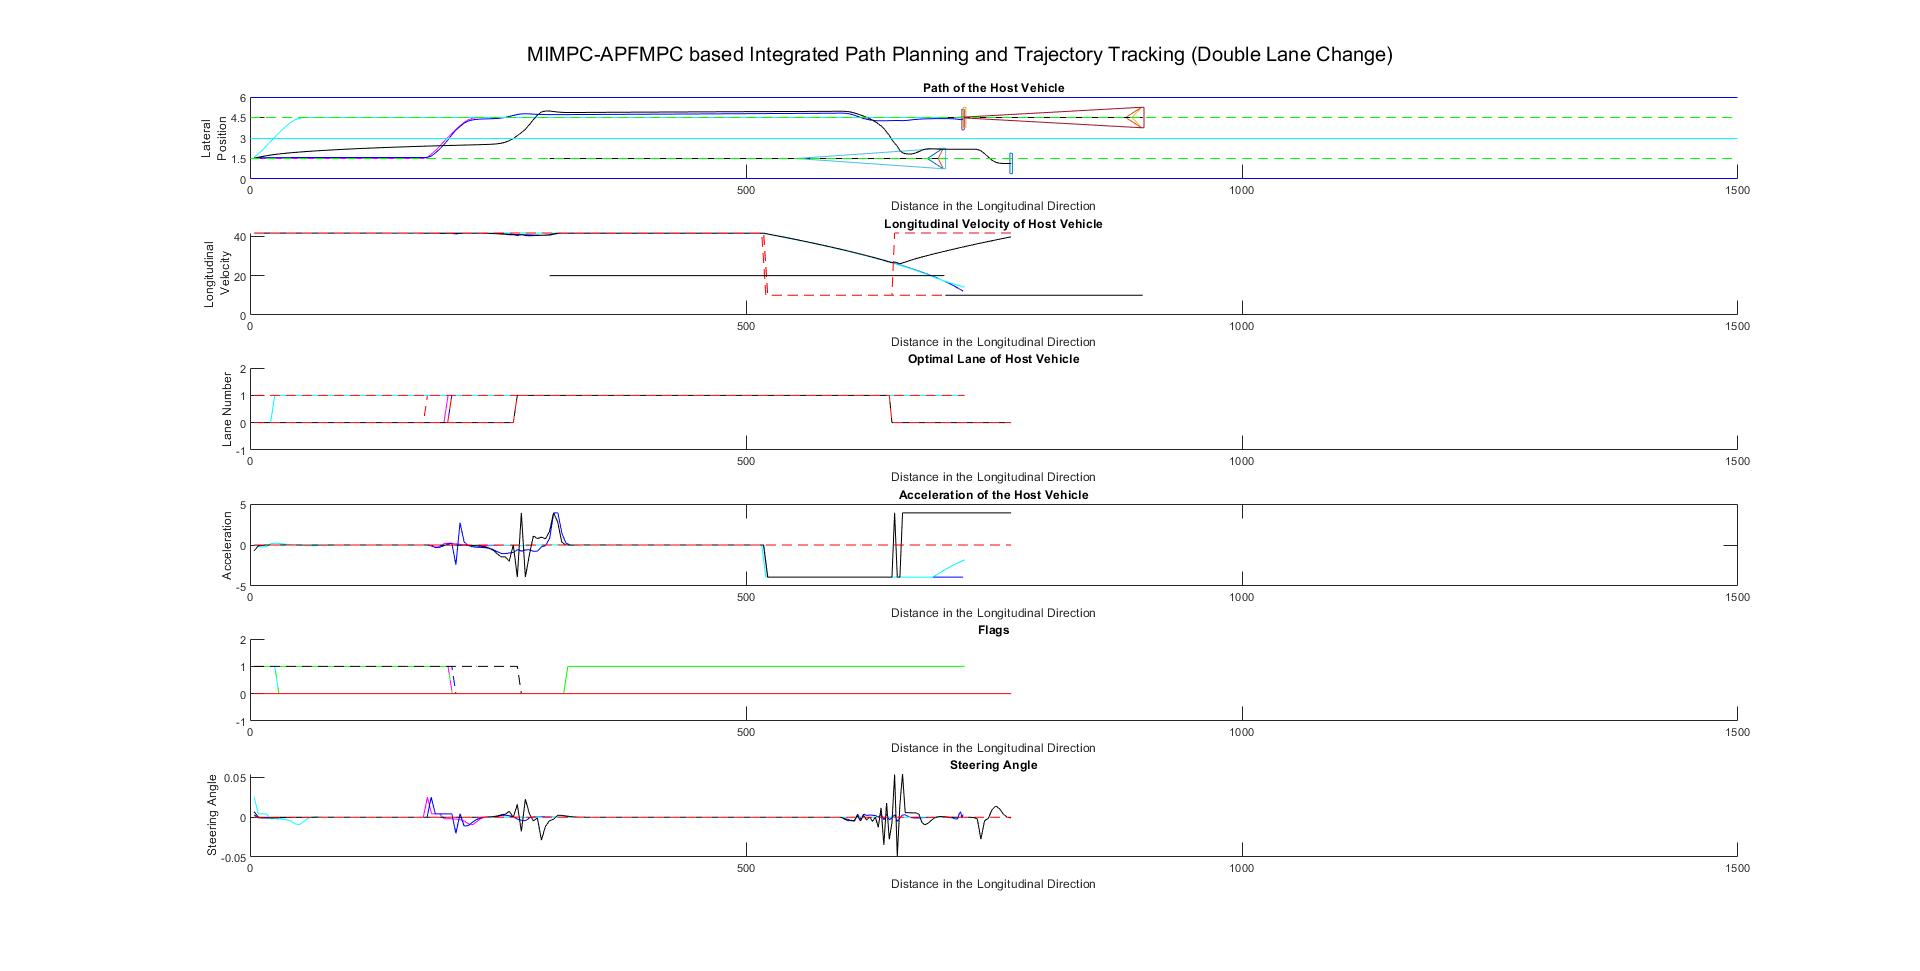 MIMPC-APFMPC based Integrated Path Planning and Trajectory Tracking (Double Lane Change)
Path of the Host Vehicle
Lateral
Position
6
4.5
3
1.5
0
0 500 1000 1500
Distance in the Longitudinal Direction
Longitudinal Velocity of Host Vehicle
Longitudinal
Velocity
40
20
0
0 500 1000 1500
Distance in the Longitudinal Direction
Optimal Lane of Host Vehicle
Lane Number
2
1
0
-1
0 500 1000 1500
Distance in the Longitudinal Direction
Acceleration of the Host Vehicle
Acceleration
5
0
-5
0 500 1000 1500
Distance in the Longitudinal Direction
Flags
2
1
0
-1
0 500 1000 1500
Distance in the Longitudinal Direction
Steering Angle
Steering Angle
0.05
0
-0.05
0 500 1000 1500
Distance in the Longitudinal Direction